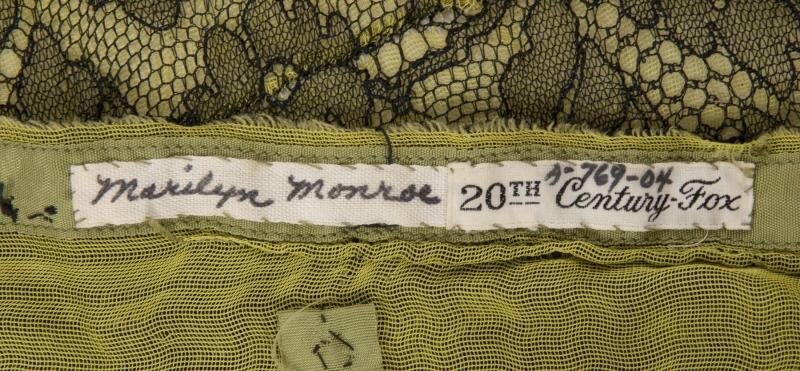 Marilyn Monroe
A-769-04
20TH Century-Fox